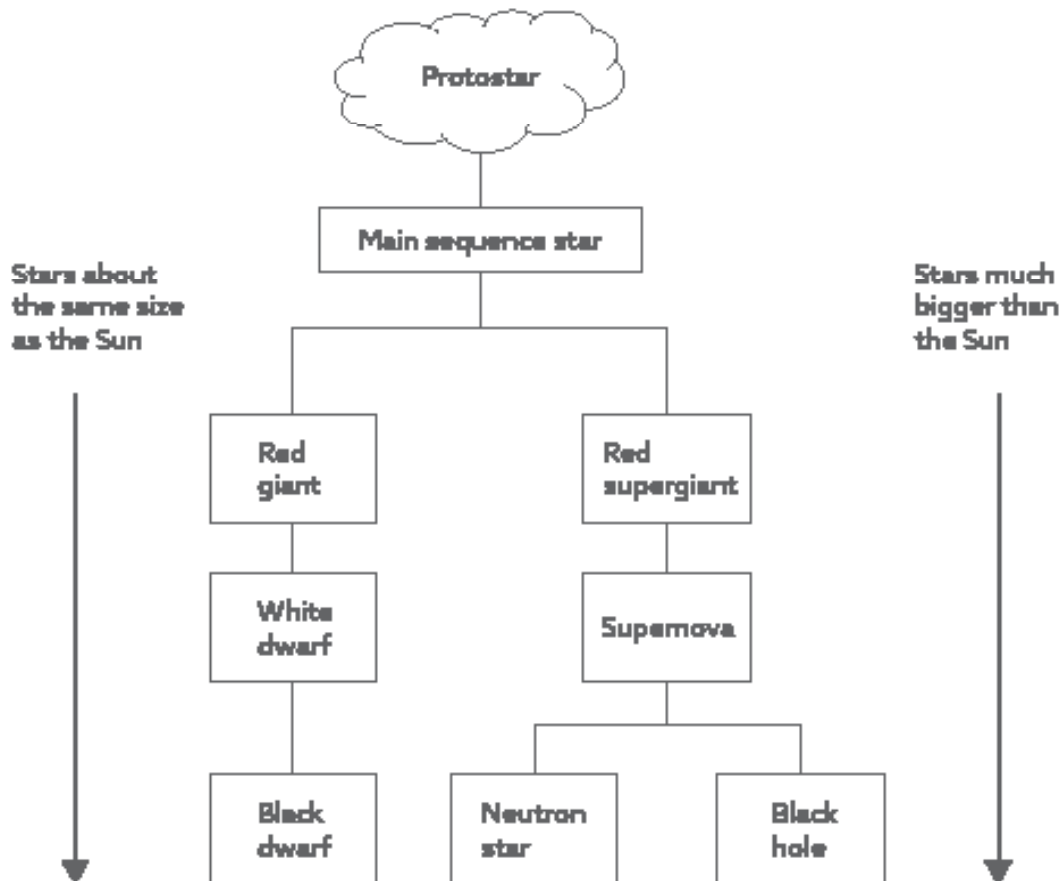 Protostar
Main sequence star
Stars about
the same size
as the Sun
Stars much
bigger than
the Sun
Red
giant
Red
supergiant
White
dwarf
Supernova
Black
dwarf
Neutron
star
Black
hole